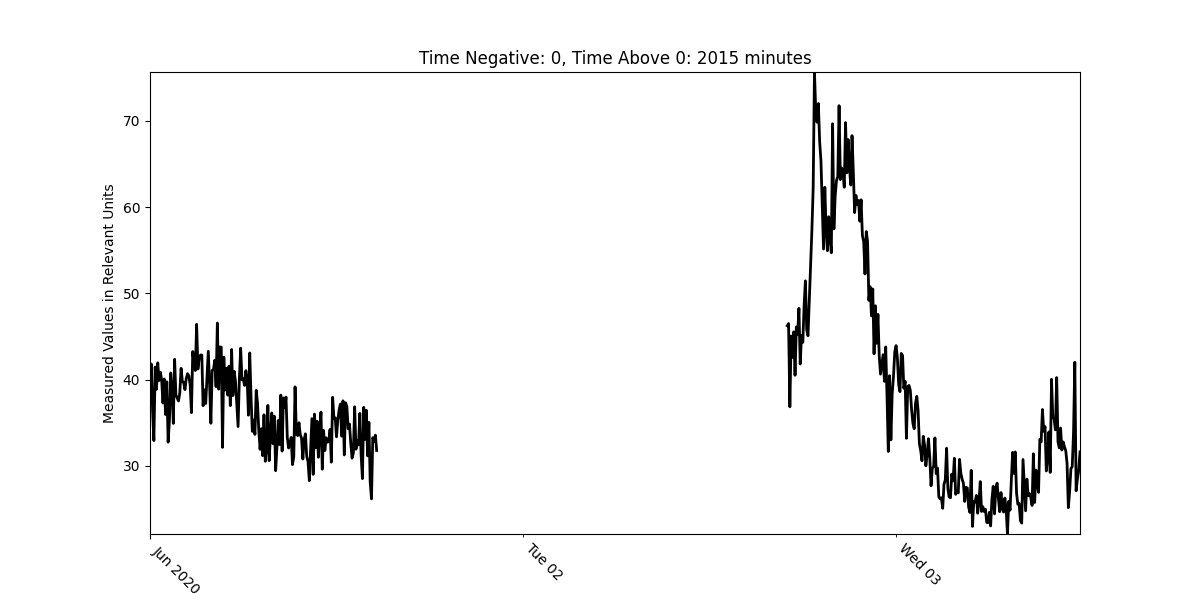 Time Negative: 0, Time Above 0: 2015 minutes
Measured Values in Relevant Units
70
60
50
40
30
Jun 2020
Tue 02
Wed 03